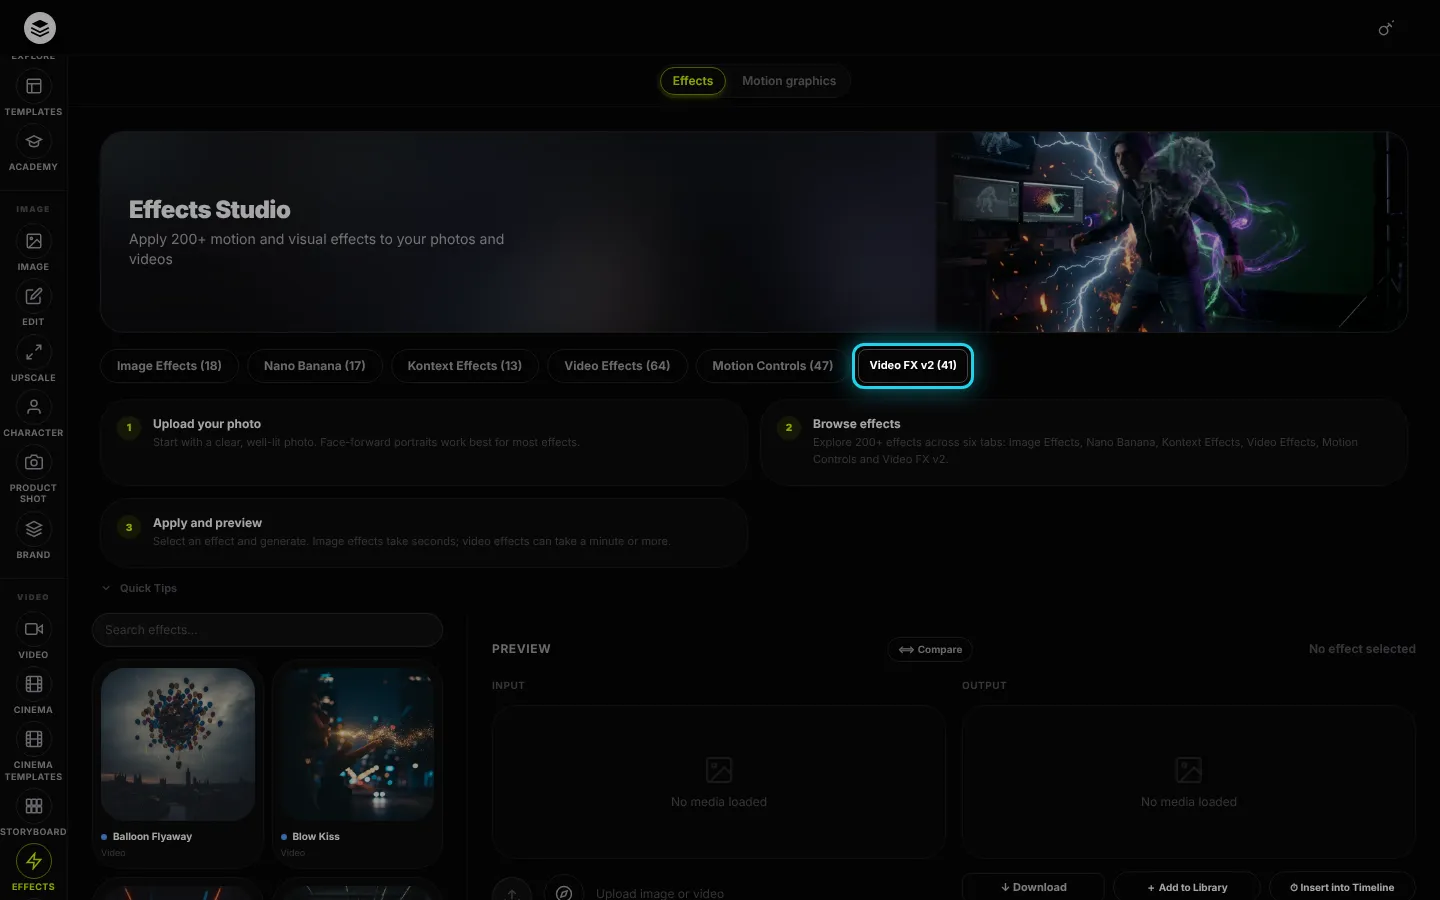 EXPLORE
TEMPLATES
ACADEMY
IMAGE
IMAGE
EDIT
UPSCALE
CHARACTER
PRODUCT
SHOT
BRAND
VIDEO
VIDEO
CINEMA
CINEMA
TEMPLATES
STORYBOARD
EFFECTS
Effects
Motion graphics
Effects Studio
Apply 200+ motion and visual effects to your photos and
videos
Image Effects (18)
Nano Banana (17)
Kontext Effects (13)
Video Effects (64)
Motion Controls (47)
Video FX v2 (41)
1
Upload your photo
Start with a clear, well-lit photo. Face-forward portraits work best for most effects.
2
Browse effects
Explore 200+ effects across six tabs: Image Effects, Nano Banana, Kontext Effects, Video Effects, Motion
Controls and Video FX v2.
3
Apply and preview
Select an effect and generate. Image effects take seconds; video effects can take a minute or more.
Quick Tips
Search effects...
Balloon Flyaway
Video
Blow Kiss
Video
PREVIEW
Compare
No effect selected
INPUT
OUTPUT
No media loaded
No media loaded
Upload image or video
Download
+ Add to Library
Insert into Timeline